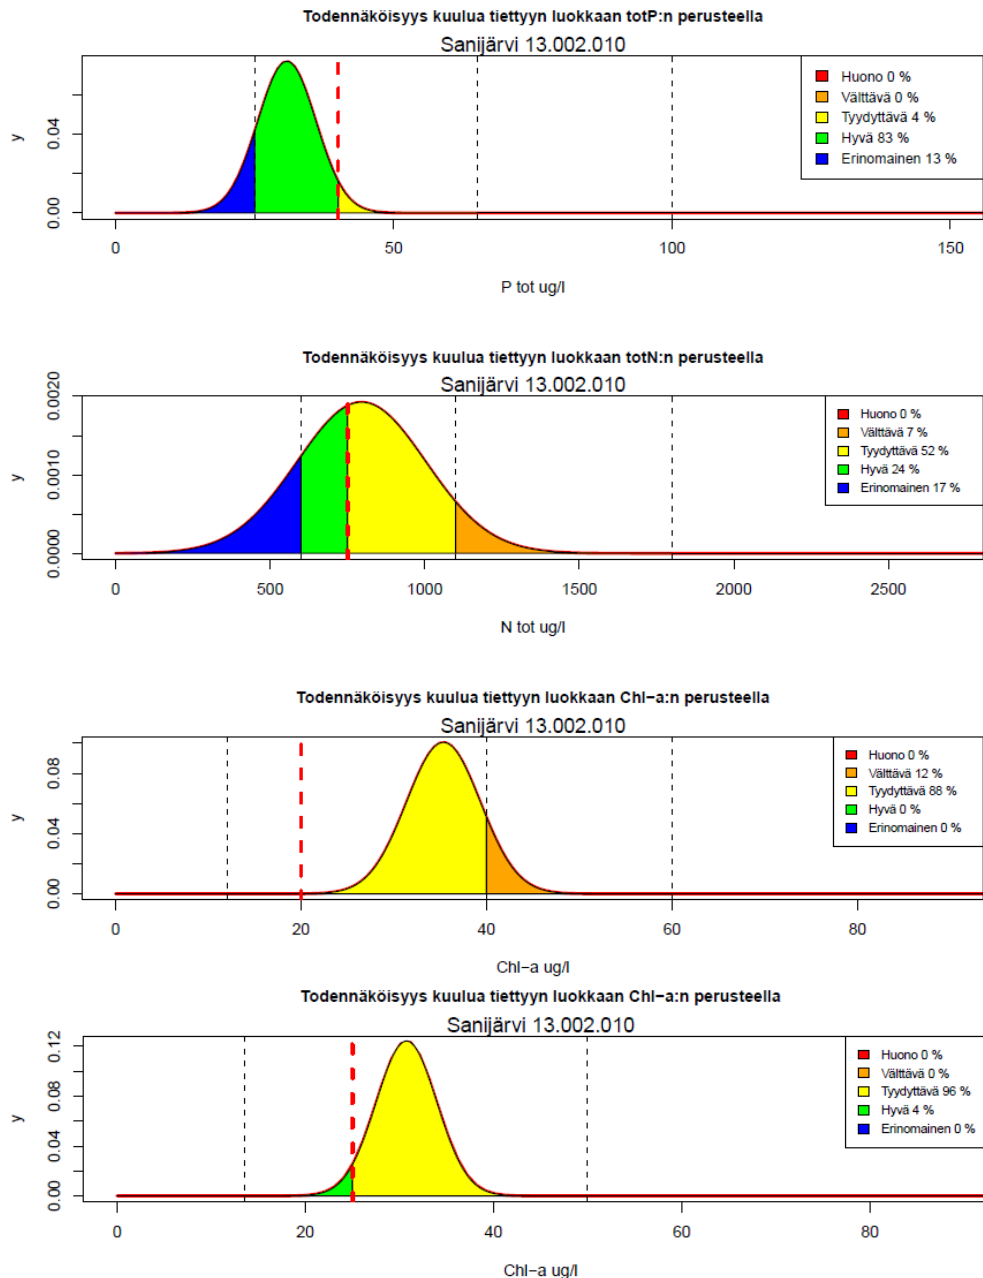 Todennäköisyys kuulua tiettyyn luokkaan totP:n perusteella
Sanijärvi 13.002.010
Huono 0 %
Välttävä 0 %
Tyydyttävä 4 %
Hyvä 83 %
Erinomainen 13 %
y
0.04
0.00
0 50 100 150
P tot ug/l
Todennäköisyys kuulua tiettyyn luokkaan totN:n perusteella
Sanijärvi 13.002.010
Huono 0 %
Välttävä 7 %
Tyydyttävä 52 %
Hyvä 24 %
Erinomainen 17 %
y
0.0020
0.0010
0.0000
0 500 1000 1500 2000 2500
N tot ug/l
Todennäköisyys kuulua tiettyyn luokkaan Chl-a:n perusteella
Sanijärvi 13.002.010
Huono 0 %
Välttävä 12 %
Tyydyttävä 88 %
Hyvä 0 %
Erinomainen 0 %
y
0.08
0.04
0.00
0 20 40 60 80
Chl-a ug/l
Todennäköisyys kuulua tiettyyn luokkaan Chl-a:n perusteella
Sanijärvi 13.002.010
Huono 0 %
Välttävä 0 %
Tyydyttävä 96 %
Hyvä 4 %
Erinomainen 0 %
y
0.12
0.08
0.04
0.00
0 20 40 60 80
Chl-a ug/l